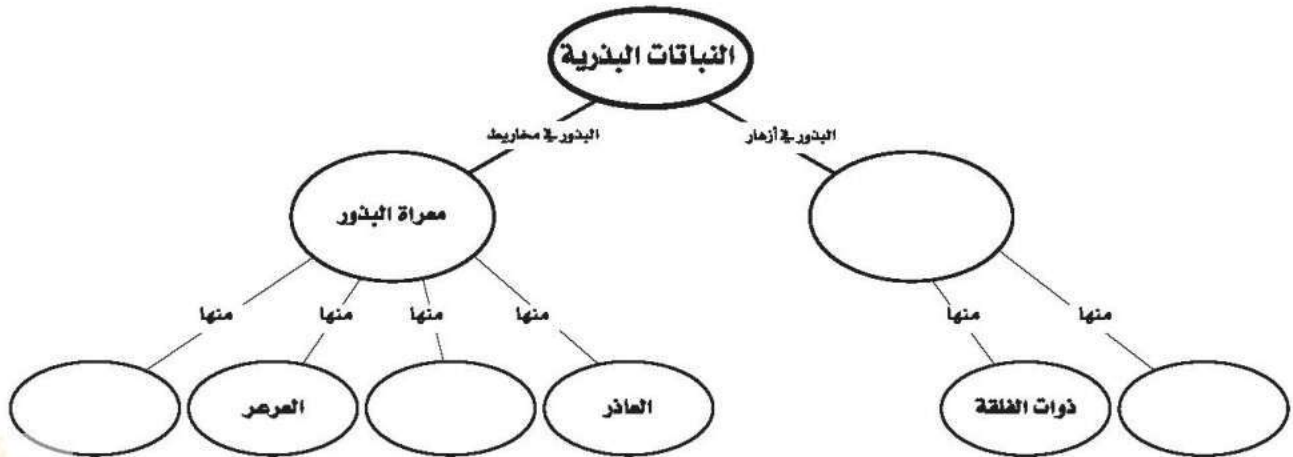 النباتات البذرية
البذور في أزهار
البذور في مخاريط
معراة البذور
منها
منها
منها
منها
منها
منها
ذوات الفلقة
العاذر
العرعر